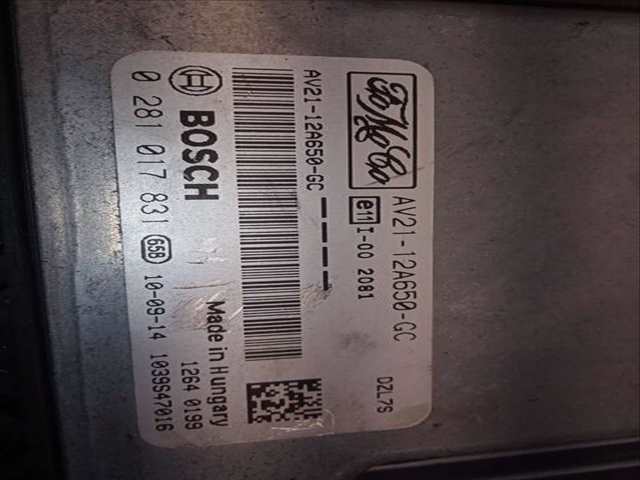 FoMoCo
AV21-12A650-GC
DZL7S
e11 I-00 2081
AV21-12A650-GC
BOSCH
Made in Hungary
1264 0199
0 281 017 831 65B 10-09-14 1039S47016